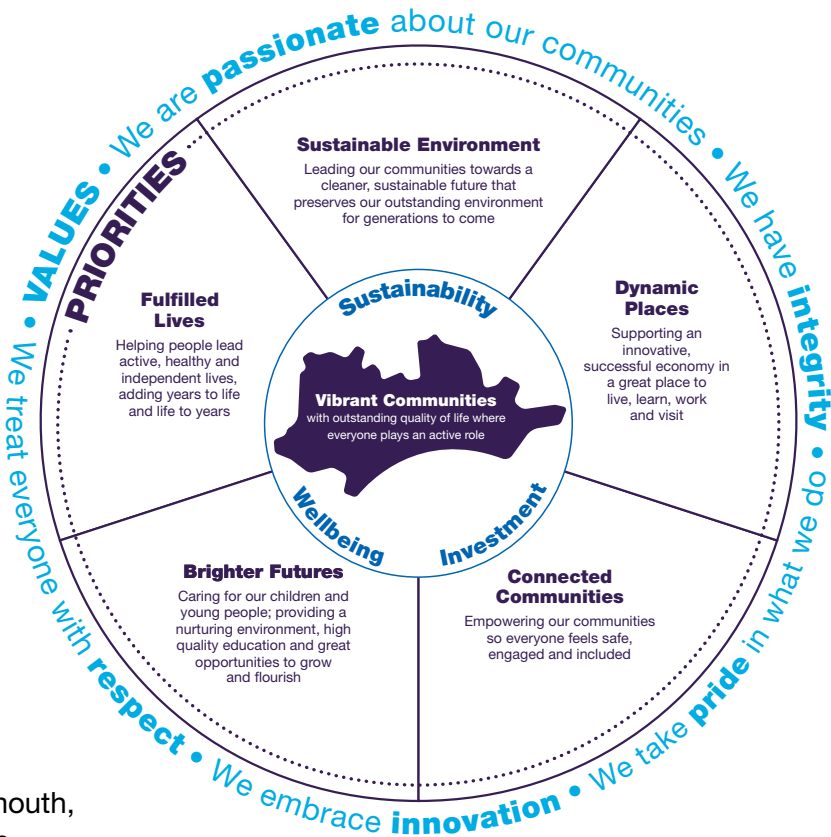 • VALUES • We are passionate about our communities • We have integrity • We take pride in what we do • We embrace innovation • We treat everyone with respect
PRIORITIES
Sustainable Environment
Leading our communities towards a
cleaner, sustainable future that
preserves our outstanding environment
for generations to come
Dynamic
Places
Supporting an
innovative,
successful economy in
a great place to
live, learn, work
and visit
Connected
Communities
Empowering our communities
so everyone feels safe,
engaged and included
Brighter Futures
Caring for our children and
young people; providing a
nurturing environment, high
quality education and great
opportunities to grow
and flourish
Fulfilled
Lives
Helping people lead
active, healthy and
independent lives,
adding years to life
and life to years
Sustainability
Vibrant Communities
with outstanding quality of life where
everyone plays an active role
Wellbeing
Investment
nouth,